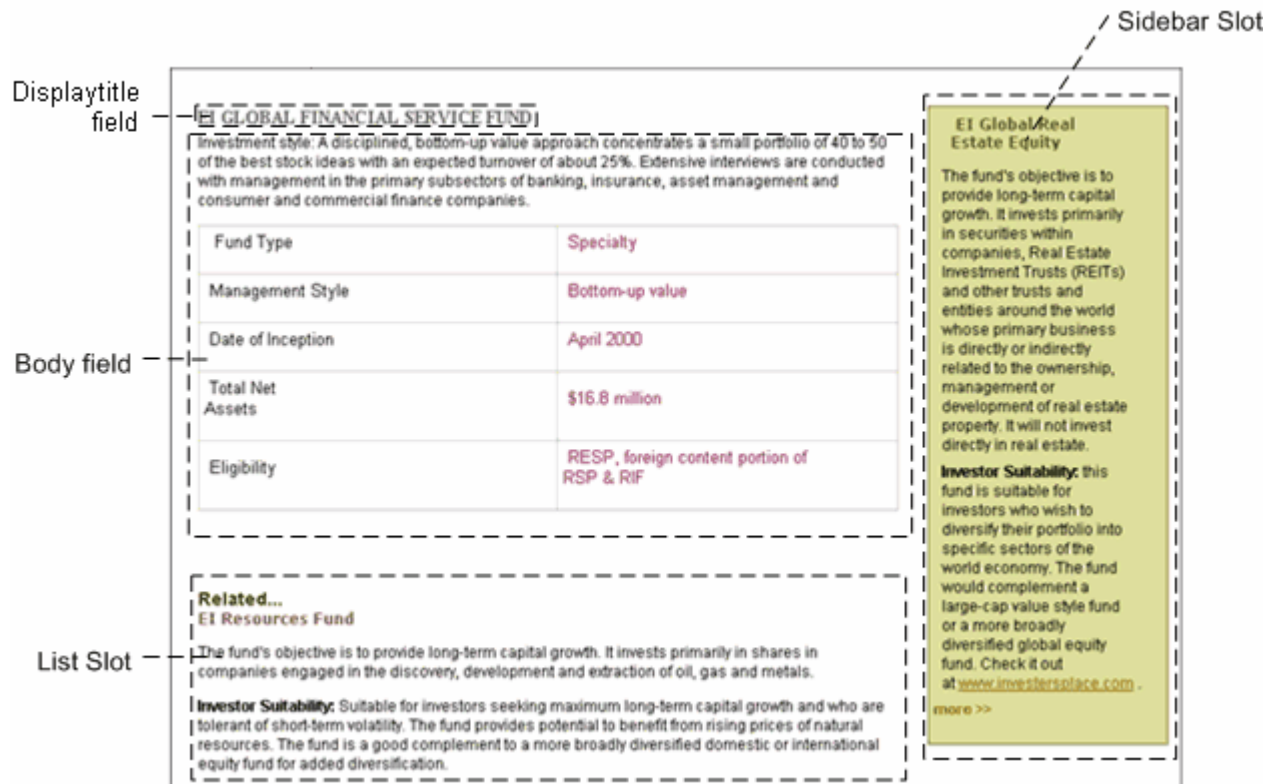 Sidebar Slot
Displaytitle
field
EI GLOBAL FINANCIAL SERVICE FUND
Investment style: A disciplined, bottom-up value approach concentrates a small portfolio of 40 to 50
of the best stock ideas with an expected turnover of about 25%. Extensive interviews are conducted
with management in the primary subsectors of banking, insurance, asset management and
consumer and commercial finance companies.
Fund Type Specialty
Management Style Bottom-up value
Date of Inception April 2000
Body field
Total Net
Assets
$16.8 million
Eligibility
RESP, foreign content portion of
RSP & RIF
List Slot
Related...
EI Resources Fund
The fund's objective is to provide long-term capital growth. It invests primarily in shares in
companies engaged in the discovery, development and extraction of oil, gas and metals.
Investor Suitability: Suitable for investors seeking maximum long-term capital growth and who are
tolerant of short-term volatility. The fund provides potential to benefit from rising prices of natural
resources. The fund is a good complement to a more broadly diversified domestic or international
equity fund for added diversification.
EI Global Real
Estate Equity
The fund's objective is to
provide long-term capital
growth. It invests primarily
in securities within
companies, Real Estate
Investment Trusts (REITs)
and other trusts and
entities around the world
whose primary business
is directly or indirectly
related to the ownership,
management or
development of real estate
property. It will not invest
directly in real estate.
Investor Suitability: this
fund is suitable for
investors who wish to
diversify their portfolio into
specific sectors of the
world economy. The fund
would complement a
large-cap value style fund
or a more broadly
diversified global equity
fund. Check it out
at www.investersplace.com .
more >>